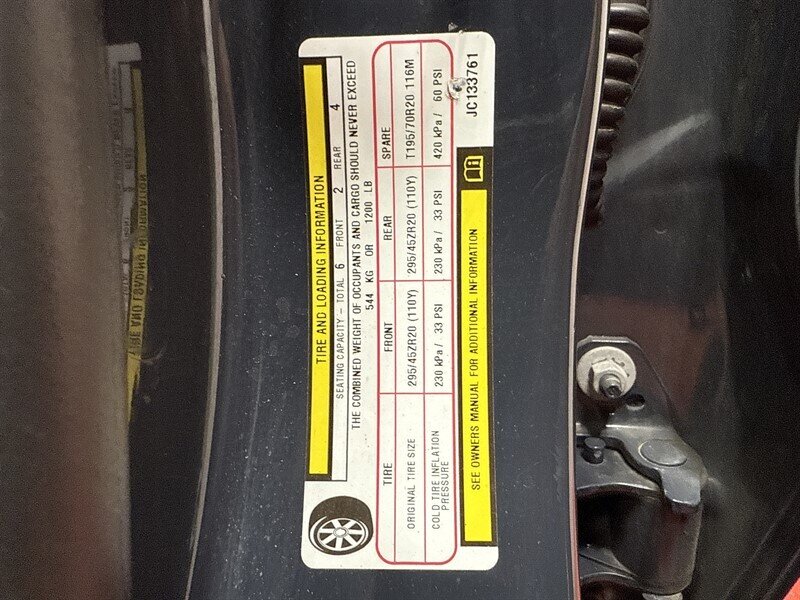 TIRE AND LOADING INFORMATION
SEATING CAPACITY – TOTAL 6 FRONT 2 REAR 4
THE COMBINED WEIGHT OF OCCUPANTS AND CARGO SHOULD NEVER EXCEED
544 KG OR 1200 LB
TIRE FRONT REAR SPARE
ORIGINAL TIRE SIZE 295/45ZR20 (110Y) 295/45ZR20 (110Y) T195/70R20 116M
COLD TIRE INFLATION
PRESSURE 230 kPa / 33 PSI 230 kPa / 33 PSI 420 kPa / 60 PSI
SEE OWNERS MANUAL FOR ADDITIONAL INFORMATION
JC133761